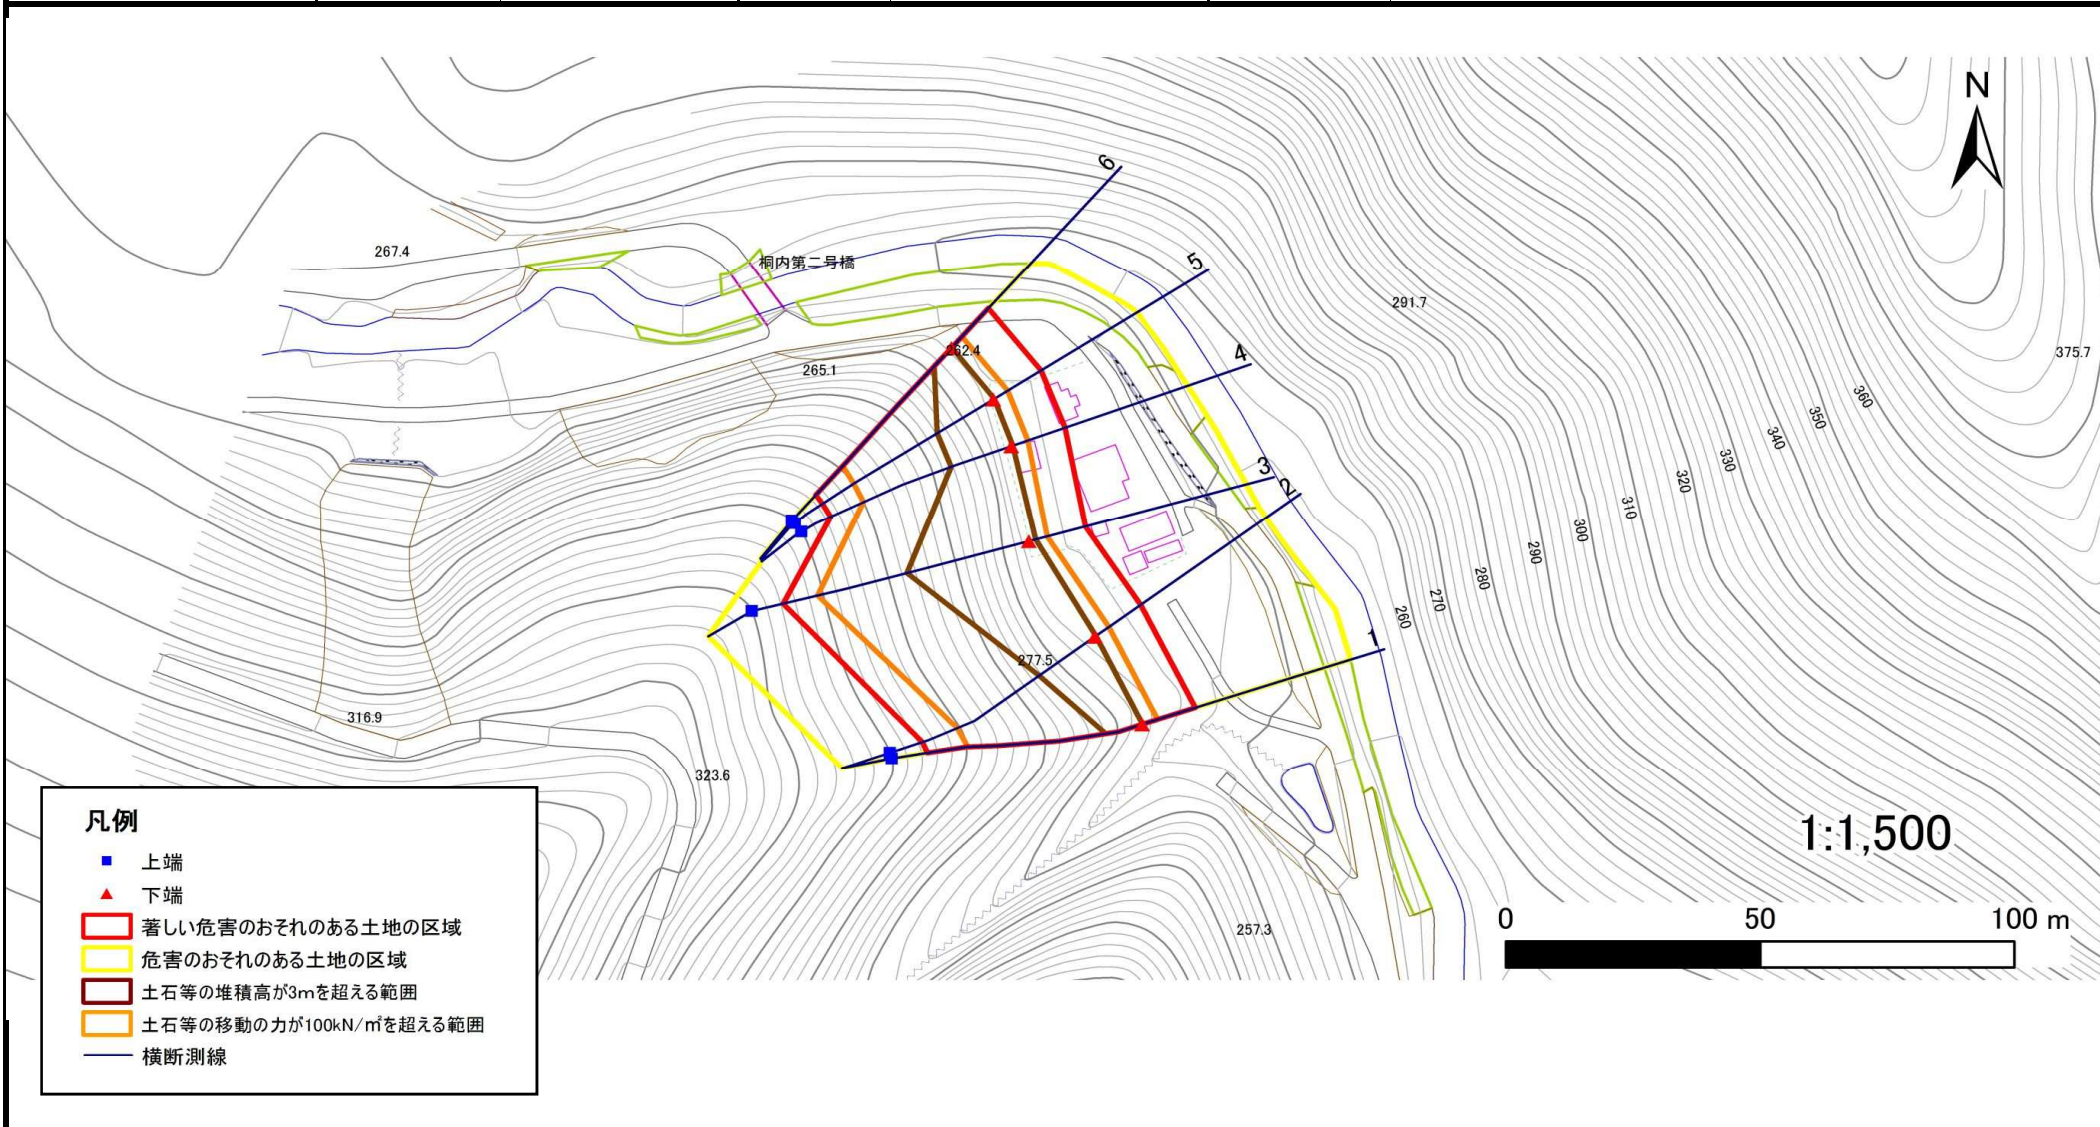 N
6
5
4
3
2
1
桐内第二号橋
267.4
265.1
262.4
277.5
291.7
375.7
316.9
323.6
257.3
260
270
280
290
300
310
320
330
340
350
360
1:1,500
0 50 100 m
凡例
上端
下端
著しい危害のおそれのある土地の区域
危害のおそれのある土地の区域
土石等の堆積高が3mを超える範囲
土石等の移動の力が100kN/㎡を超える範囲
横断測線